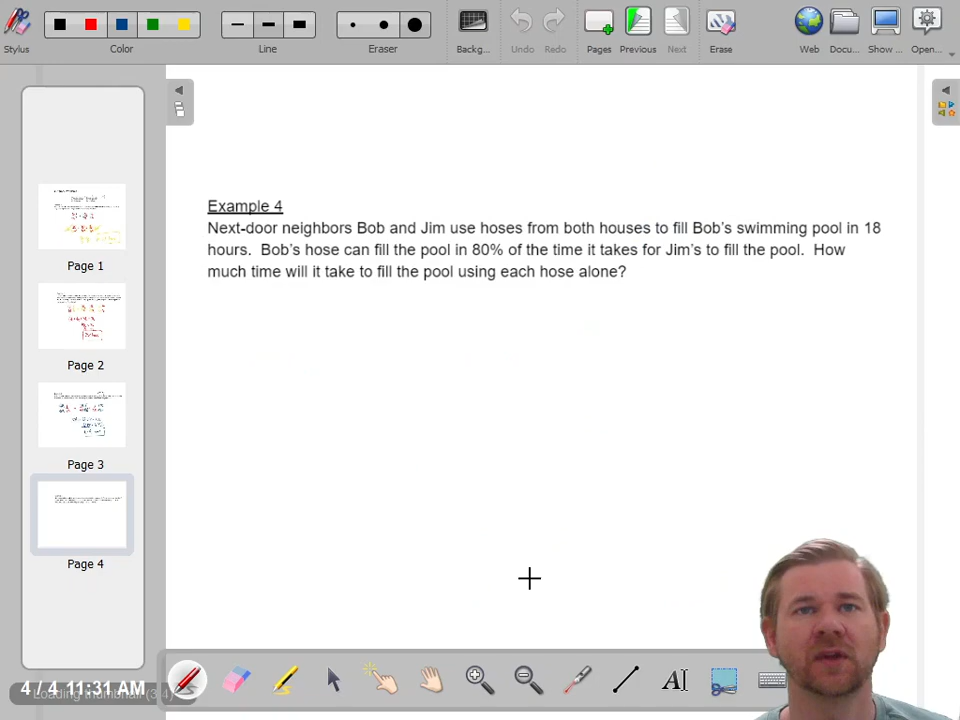 Stylus
Color
Line
Eraser
Backg...
Undo
Redo
Pages
Previous
Next
Erase
Web
Docu...
Show ...
Open...
Page 1
Page 2
Page 3
Page 4
Example 4
Next-door neighbors Bob and Jim use hoses from both houses to fill Bob's swimming pool in 18
hours. Bob's hose can fill the pool in 80% of the time it takes for Jim's to fill the pool. How
much time will it take to fill the pool using each hose alone?
4 / 4 11:31 AM
Loading thumbnail (3/4)